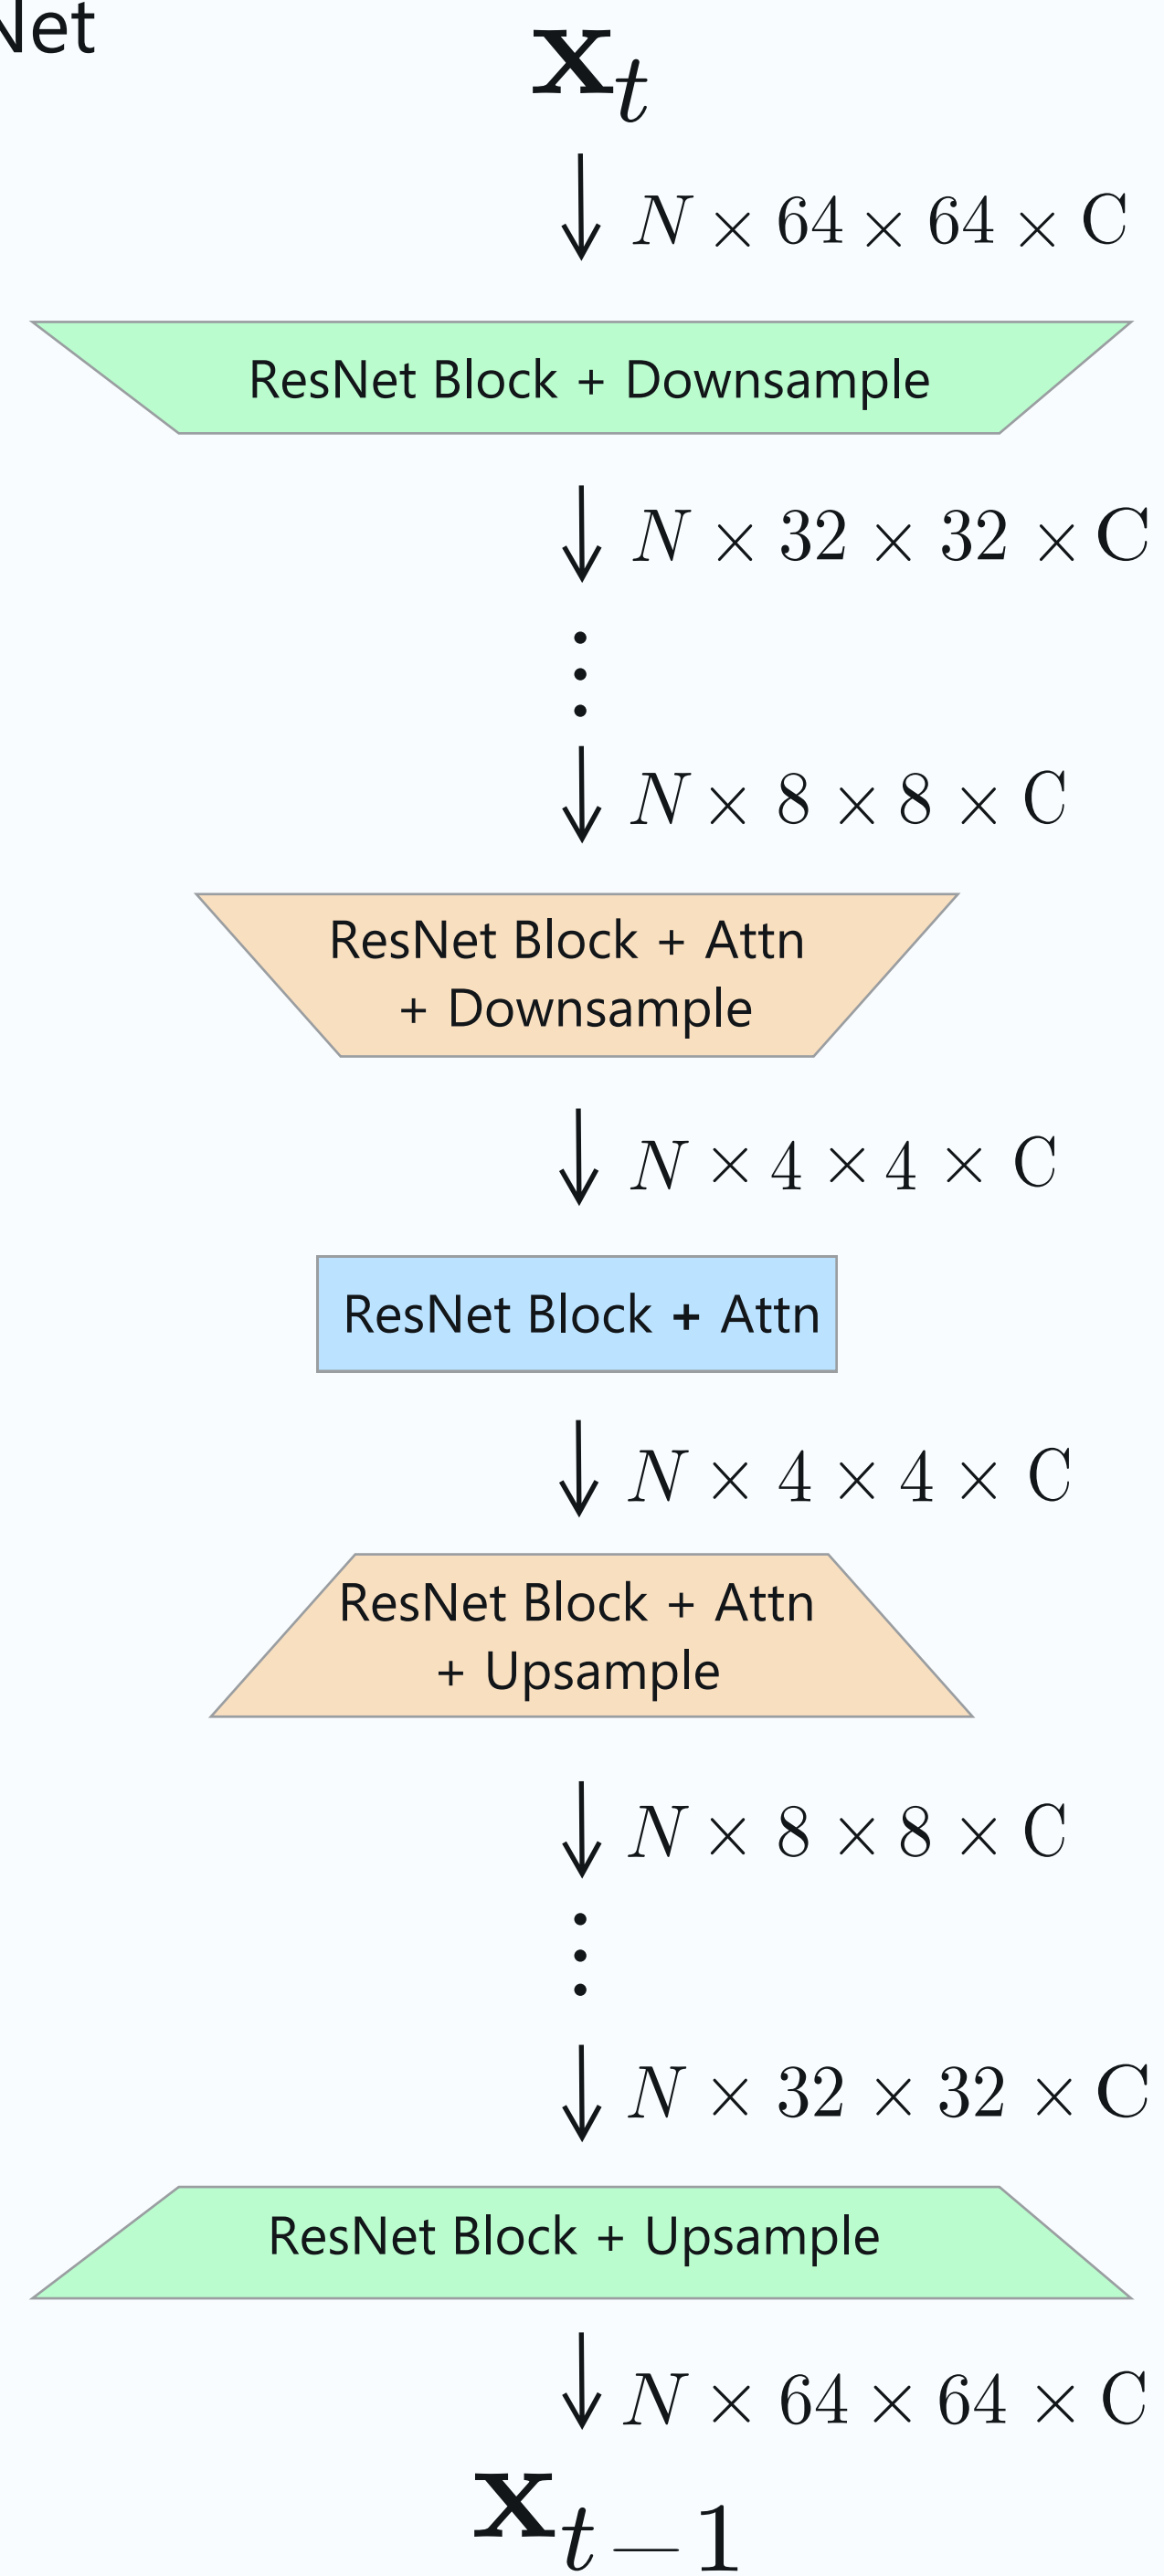 Net
x_t
N × 64 × 64 × C
ResNet Block + Downsample
N × 32 × 32 × C
⋮
N × 8 × 8 × C
ResNet Block + Attn
+ Downsample
N × 4 × 4 × C
ResNet Block + Attn
N × 4 × 4 × C
ResNet Block + Attn
+ Upsample
N × 8 × 8 × C
⋮
N × 32 × 32 × C
ResNet Block + Upsample
N × 64 × 64 × C
x_{t−1}